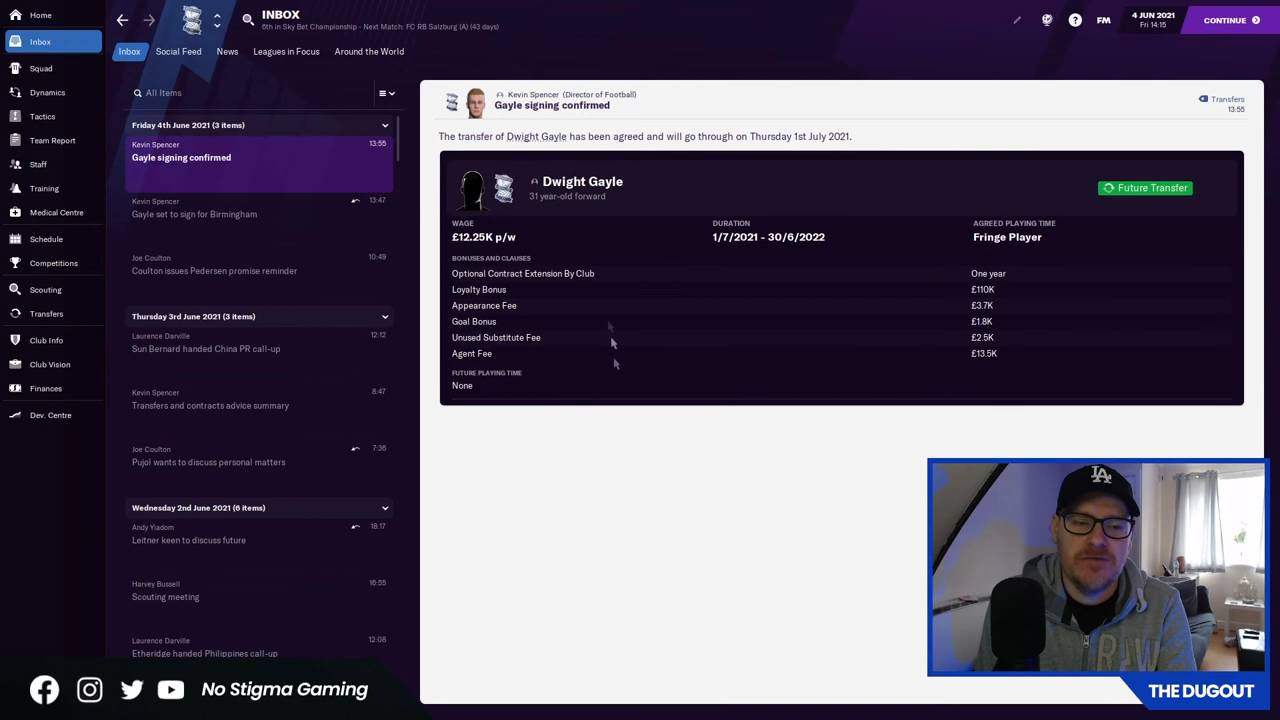 Home
Inbox
Squad
Dynamics
Tactics
Team Report
Staff
Training
Medical Centre
Schedule
Competitions
Scouting
Transfers
Club Info
Club Vision
Finances
Dev. Centre
INBOX
6th in Sky Bet Championship - Next Match: FC RB Salzburg (A) (43 days)
FM
4 JUN 2021
Fri 14:15
CONTINUE
Inbox
Social Feed
News
Leagues in Focus
Around the World
All Items
Friday 4th June 2021 (3 items)
Kevin Spencer
13:55
Gayle signing confirmed
Kevin Spencer
13:47
Gayle set to sign for Birmingham
Joe Coulton
10:49
Coulton issues Pedersen promise reminder
Thursday 3rd June 2021 (3 items)
Laurence Darville
12:12
Sun Bernard handed China PR call-up
Kevin Spencer
8:47
Transfers and contracts advice summary
Joe Coulton
7:36
Pujol wants to discuss personal matters
Wednesday 2nd June 2021 (6 items)
Andy Yiadom
18:17
Leitner keen to discuss future
Harvey Bussell
16:55
Scouting meeting
Laurence Darville
12:08
Etheridge handed Philippines call-up
Kevin Spencer (Director of Football)
Gayle signing confirmed
Transfers
13:55
The transfer of Dwight Gayle has been agreed and will go through on Thursday 1st July 2021.
Dwight Gayle
31 year-old forward
Future Transfer
WAGE
DURATION
AGREED PLAYING TIME
£12.25K p/w
1/7/2021 - 30/6/2022
Fringe Player
BONUSES AND CLAUSES
Optional Contract Extension By Club
One year
Loyalty Bonus
£110K
Appearance Fee
£3.7K
Goal Bonus
£1.8K
Unused Substitute Fee
£2.5K
Agent Fee
£13.5K
FUTURE PLAYING TIME
None
LA
RAW
No Stigma Gaming
THE DUGOUT